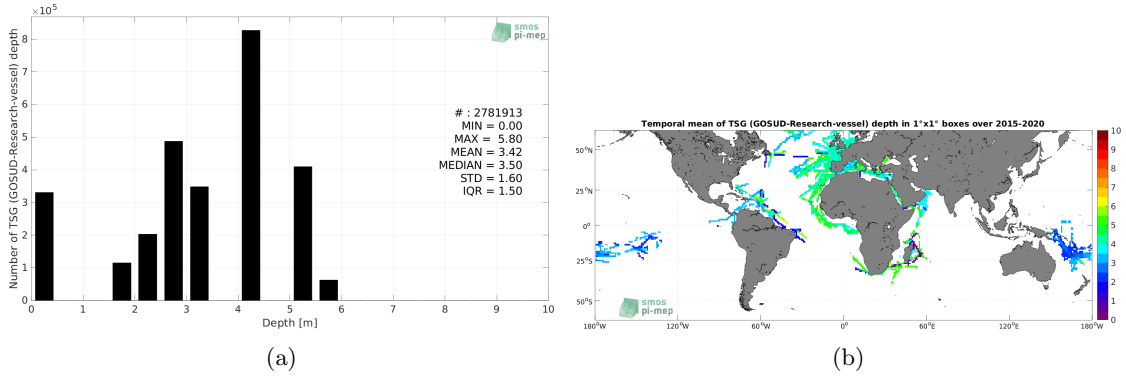 ×10⁵
8
7
6
5
4
3
2
1
0
Number of TSG (GOSUD-Research-vessel) depth
smos
pi-mep
# : 2781913
MIN = 0.00
MAX = 5.80
MEAN = 3.42
MEDIAN = 3.50
STD = 1.60
IQR = 1.50
0 1 2 3 4 5 6 7 8 9 10
Depth [m]
(a)
Temporal mean of TSG (GOSUD-Research-vessel) depth in 1°x1° boxes over 2015-2020
50°N
25°N
0°
25°S
50°S
180°W 120°W 60°W 0° 60°E 120°E 180°W
smos
pi-mep
10
9
8
7
6
5
4
3
2
1
0
(b)